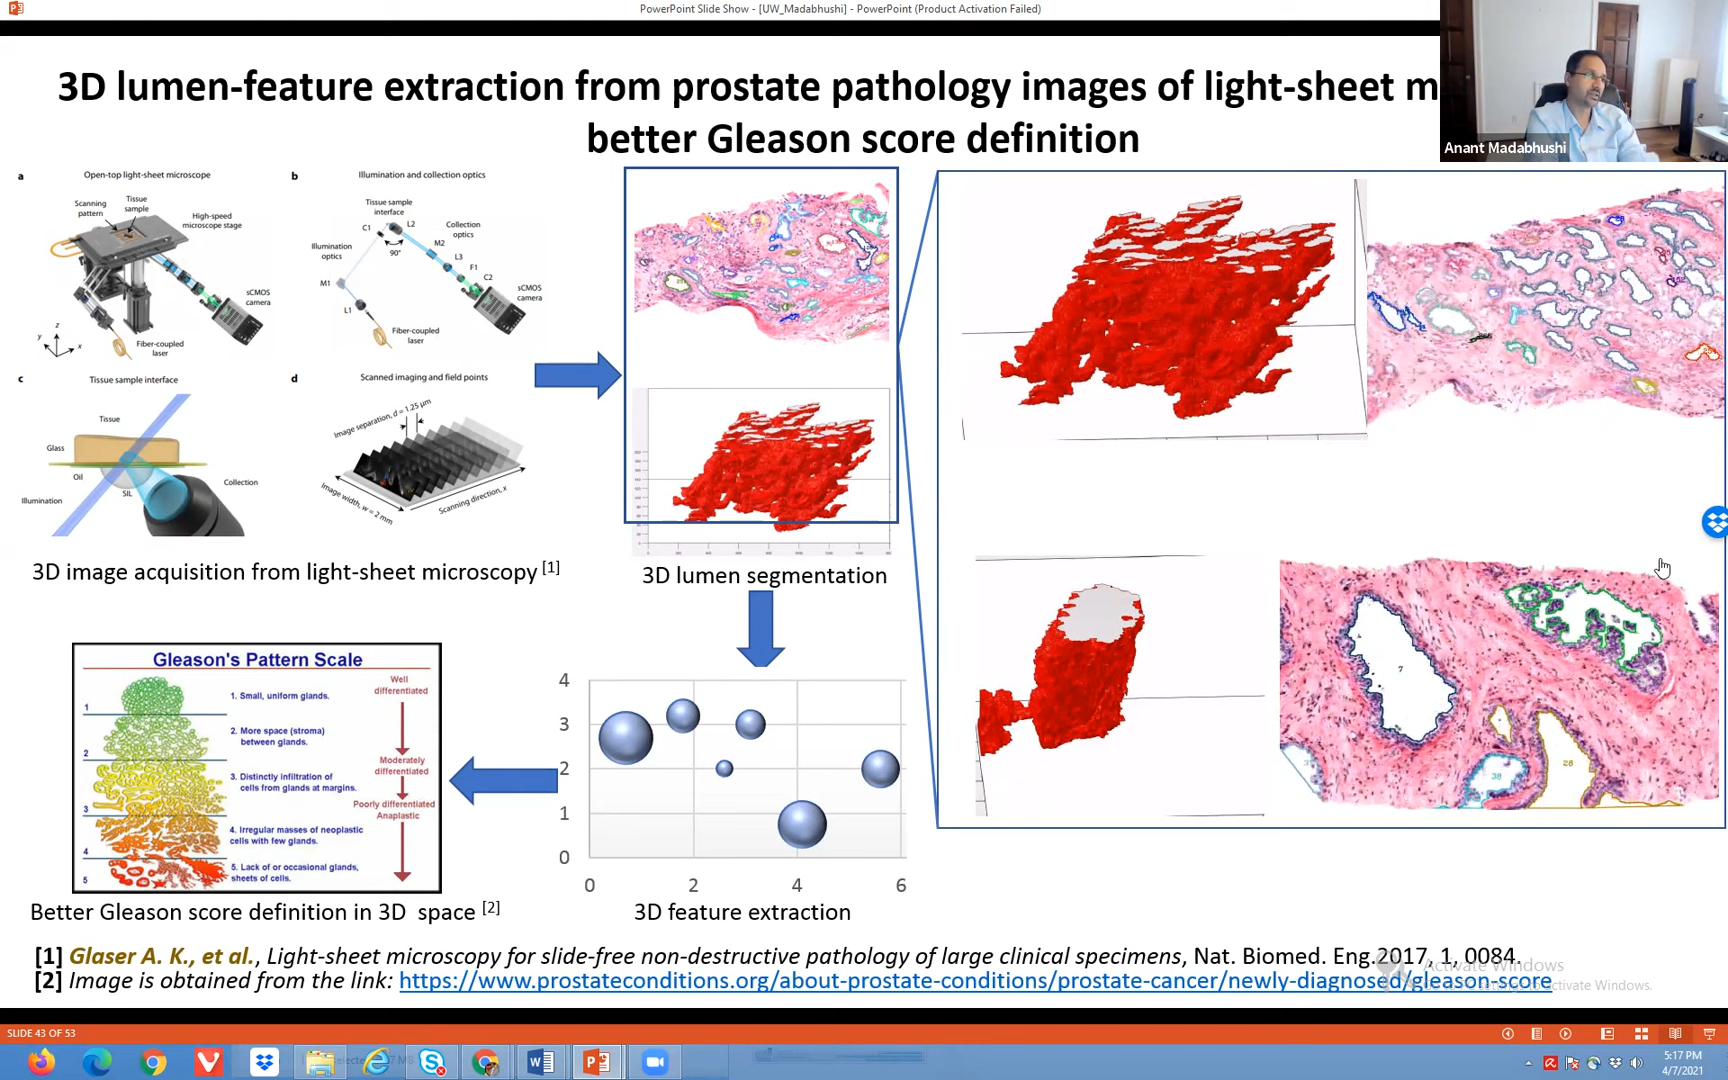 PowerPoint Slide Show - [UW_Madabhushi] - PowerPoint (Product Activation Failed)
3D lumen-feature extraction from prostate pathology images of light-sheet m
better Gleason score definition
Anant Madabhushi
a
Open-top light-sheet microscope
Scanning
pattern
Tissue
sample
High-speed
microscope stage
sCMOS
camera
Fiber-coupled
laser
z
y
x
b
Illumination and collection optics
Tissue sample
interface
C1
L2
Collection
optics
M2
90°
L3
F1
C2
Illumination
optics
M1
L1
sCMOS
camera
Fiber-coupled
laser
c
Tissue sample interface
Tissue
Glass
Oil
SIL
Illumination
Collection
d
Scanned imaging and field points
Image separation, d = 1.25 µm
Image width, w = 2 mm
Scanning direction, x
3D image acquisition from light-sheet microscopy [1]
3D lumen segmentation
7
38
28
Gleason's Pattern Scale
1
2
3
4
5
1. Small, uniform glands.
2. More space (stroma)
between glands.
3. Distinctly infiltration of
cells from glands at margins.
4. Irregular masses of neoplastic
cells with few glands.
5. Lack of or occasional glands,
sheets of cells.
Well
differentiated
Moderately
differentiated
Poorly differentiated
Anaplastic
4
3
2
1
0
0 2 4 6
Better Gleason score definition in 3D space [2]
3D feature extraction
[1] Glaser A. K., et al., Light-sheet microscopy for slide-free non-destructive pathology of large clinical specimens, Nat. Biomed. Eng.2017, 1, 0084.
[2] Image is obtained from the link: https://www.prostateconditions.org/about-prostate-conditions/prostate-cancer/newly-diagnosed/gleason-score
Activate Windows
activate Windows.
SLIDE 43 OF 53
5:17 PM
4/7/2021